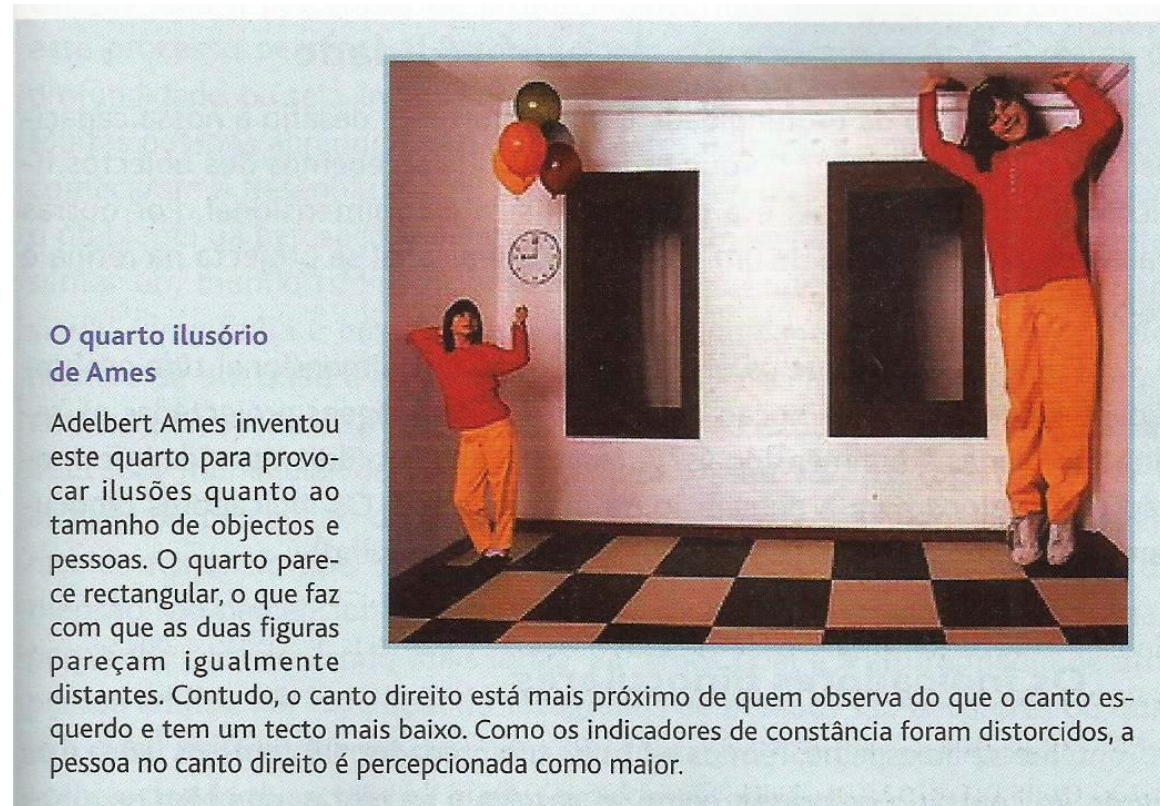 O quarto ilusório
de Ames
Adelbert Ames inventou
este quarto para provo-
car ilusões quanto ao
tamanho de objectos e
pessoas. O quarto pare-
ce rectangular, o que faz
com que as duas figuras
pareçam igualmente
distantes. Contudo, o canto direito está mais próximo de quem observa do que o canto es-
querdo e tem um tecto mais baixo. Como os indicadores de constância foram distorcidos, a
pessoa no canto direito é percepcionada como maior.